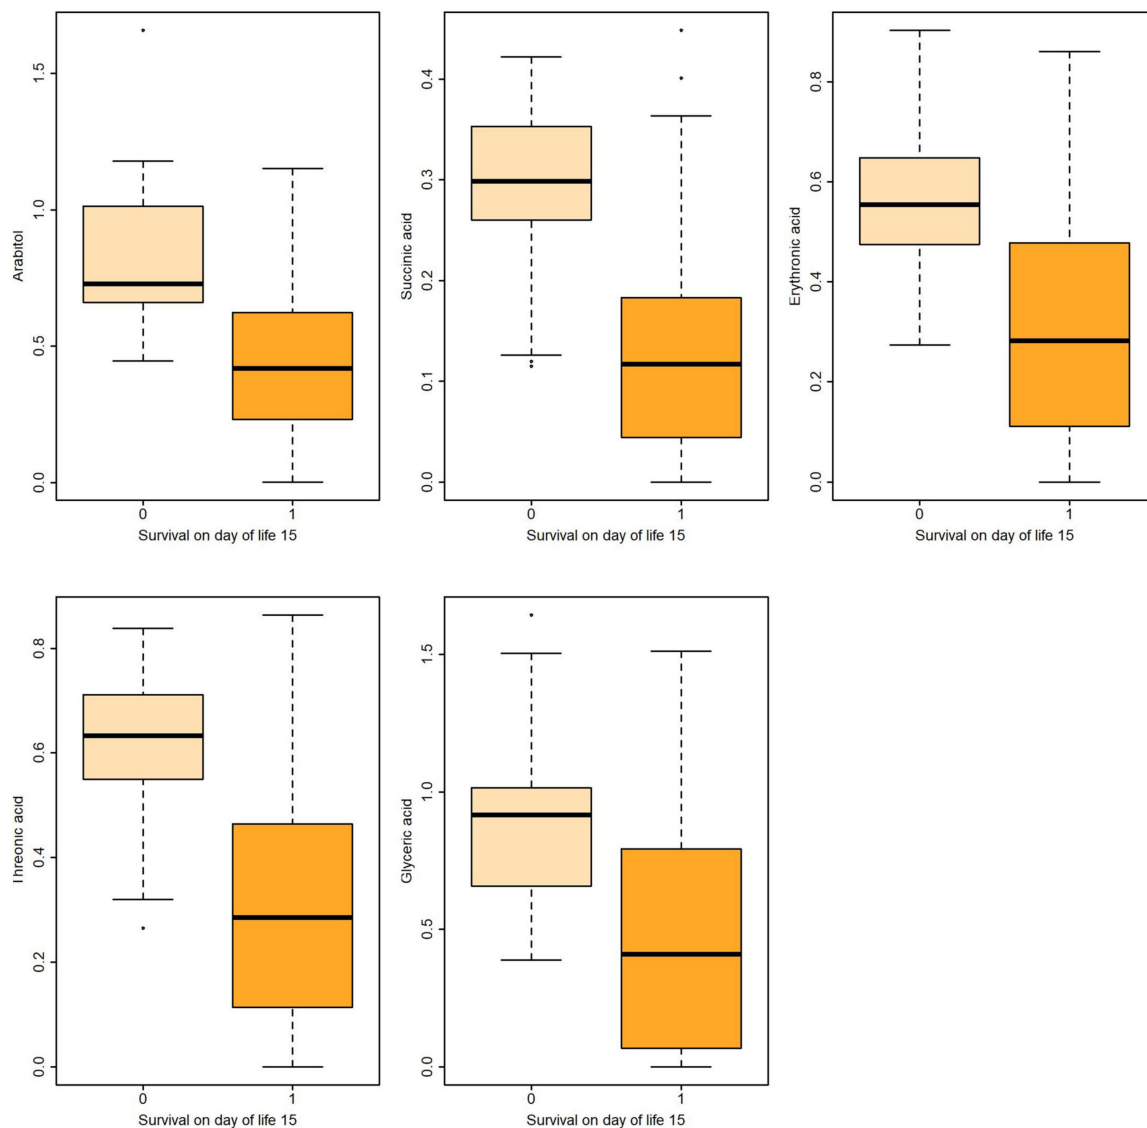 Arabitol
1.5
1.0
0.5
0.0
0 1
Survival on day of life 15
Succinic acid
0.4
0.3
0.2
0.1
0.0
0 1
Survival on day of life 15
Erythronic acid
0.8
0.6
0.4
0.2
0.0
0 1
Survival on day of life 15
Threonic acid
0.8
0.6
0.4
0.2
0.0
0 1
Survival on day of life 15
Glyceric acid
1.5
1.0
0.5
0.0
0 1
Survival on day of life 15